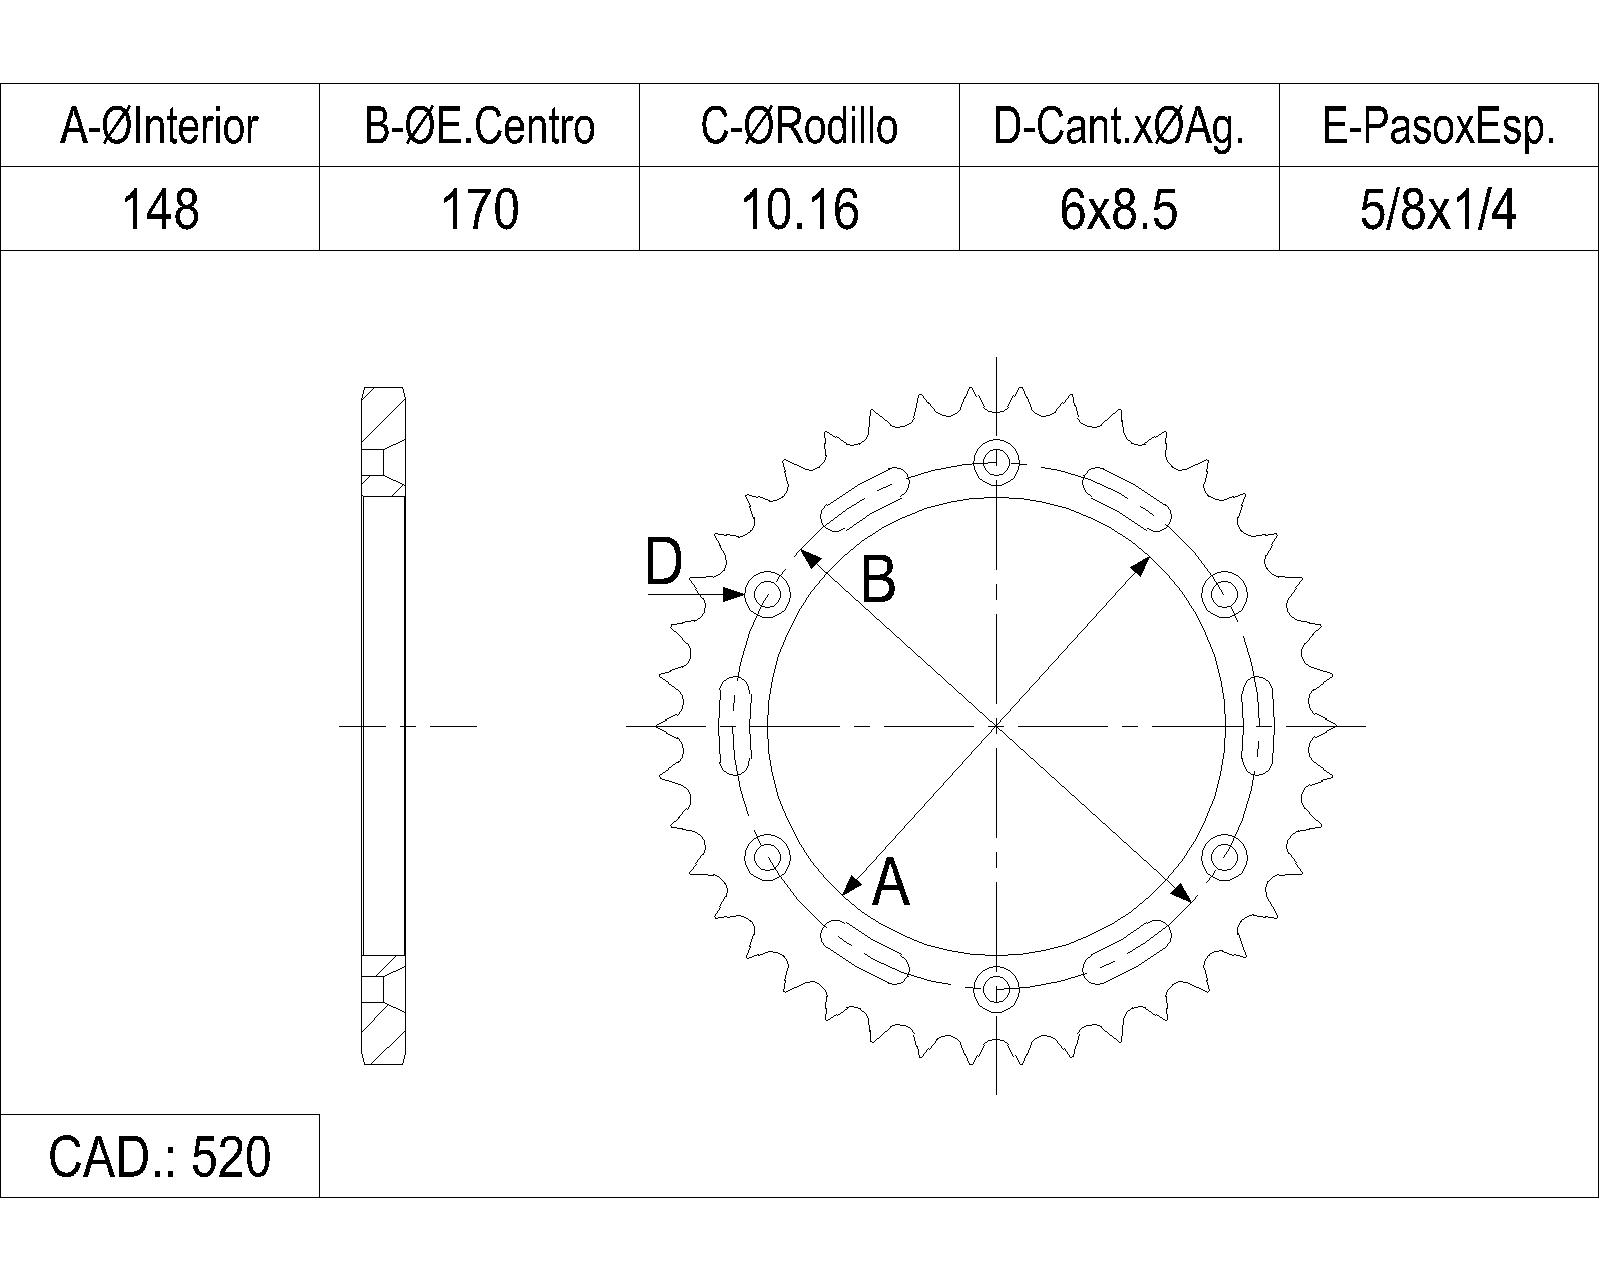 A-ØInterior B-ØE.Centro C-ØRodillo D-Cant.xØAg. E-PasoxEsp.
148 170 10.16 6x8.5 5/8x1/4
D
B
A
CAD.: 520